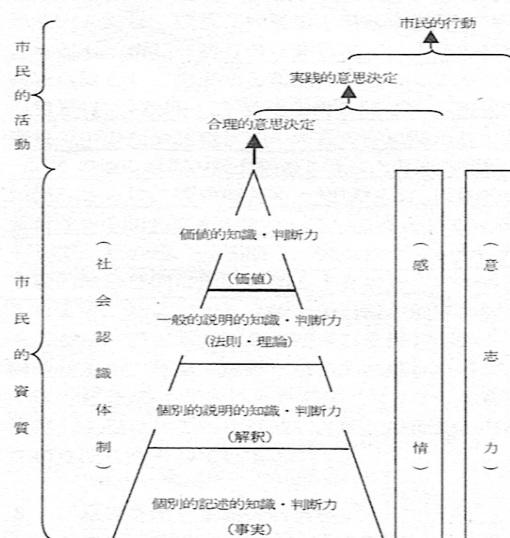 市民的行動
実践的意思決定
合理的意思決定
市民的活動
価値的知識・判断力
(価値)
一般的説明的知識・判断力
(法則・理論)
個別的説明的知識・判断力
(解釈)
個別的記述的知識・判断力
(事実)
市民的資質
(社会認識体制)
(感情)
(意志力)